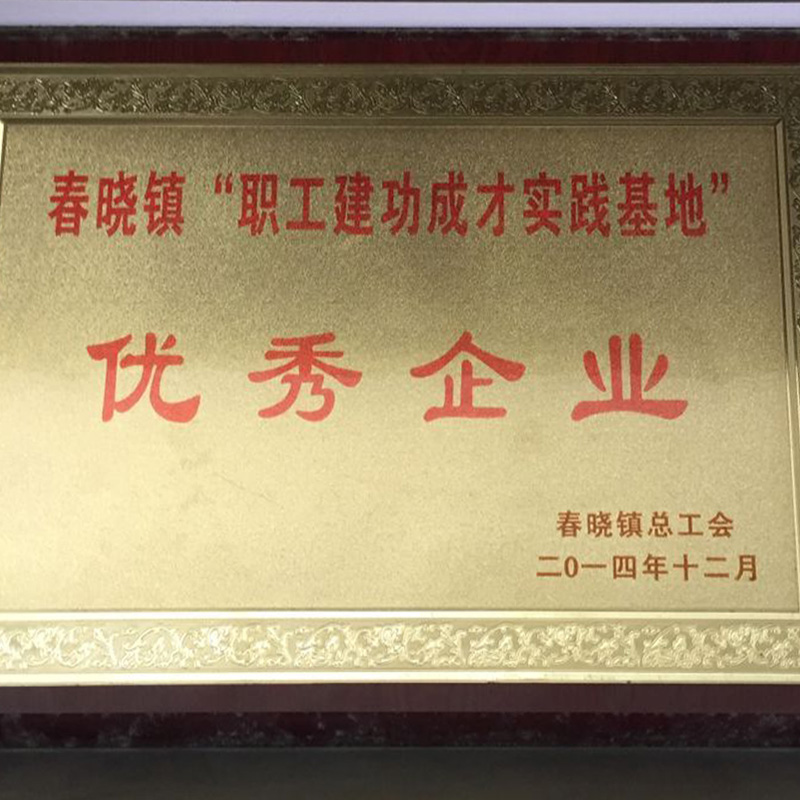 春晓镇“职工建功成才实践基地”
优秀企业
春晓镇总工会
二0一四年十二月